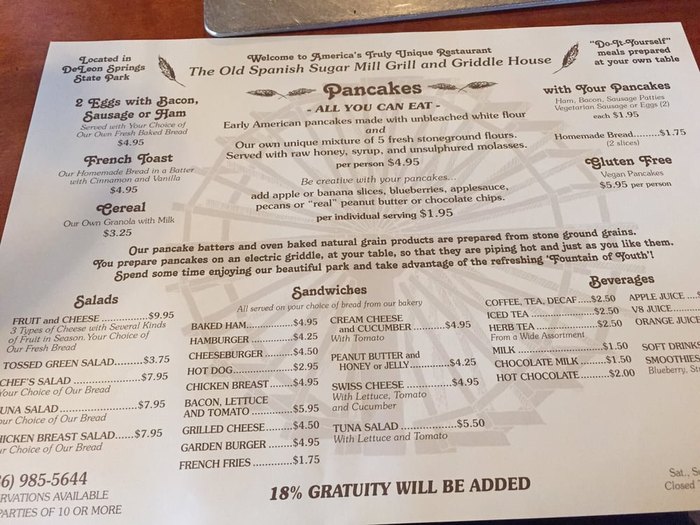 Located in
DeLeon Springs
State Park
Welcome to America's Truly Unique Restaurant
The Old Spanish Sugar Mill Grill and Griddle House
"Do-It-Yourself"
meals prepared
at your own table
2 Eggs with Bacon,
Sausage or Ham
Served with Your Choice of
Our Own Fresh Baked Bread
$4.95
French Toast
Our Homemade Bread in a Batter
with Cinnamon and Vanilla
$4.95
Cereal
Our Own Granola with Milk
$3.25
Pancakes
- ALL YOU CAN EAT -
Early American pancakes made with unbleached white flour
and
Our own unique mixture of 5 fresh stoneground flours.
Served with raw honey, syrup, and unsulphured molasses.
per person $4.95
Be creative with your pancakes...
add apple or banana slices, blueberries, applesauce,
pecans or "real" peanut butter or chocolate chips.
per individual serving $1.95
with Your Pancakes
Ham, Bacon, Sausage Patties
Vegetarian Sausage or Eggs (2)
each $1.95
Homemade Bread..........$1.75
(2 slices)
Gluten Free
Vegan Pancakes
$5.95 per person
Our pancake batters and oven baked natural grain products are prepared from stone ground grains.
You prepare pancakes on an electric griddle, at your table, so that they are piping hot and just as you like them.
Spend some time enjoying our beautiful park and take advantage of the refreshing 'Fountain of Youth'!
Salads
FRUIT and CHEESE ..........$9.95
3 Types of Cheese with Several Kinds
of Fruit in Season. Your Choice of
Our Fresh Bread
TOSSED GREEN SALAD......$3.75
CHEF'S SALAD ................$7.95
Your Choice of Our Bread
TUNA SALAD ..................$7.95
Your Choice of Our Bread
CHICKEN BREAST SALAD......$7.95
Your Choice of Our Bread
Sandwiches
All served on your choice of bread from our bakery
BAKED HAM..............$4.95
HAMBURGER ............$4.25
CHEESEBURGER ........$4.50
HOT DOG..................$2.95
CHICKEN BREAST ......$4.95
BACON, LETTUCE
AND TOMATO ..........$5.95
GRILLED CHEESE........$4.50
GARDEN BURGER ......$4.95
FRENCH FRIES ...........$1.75
CREAM CHEESE
and CUCUMBER ..........$4.95
With Tomato
PEANUT BUTTER and
HONEY or JELLY..........$4.25
SWISS CHEESE ............$4.95
With Lettuce, Tomato
and Cucumber
TUNA SALAD ..............$5.50
With Lettuce and Tomato
Beverages
COFFEE, TEA, DECAF....$2.50
ICED TEA ....................$2.50
HERB TEA ...................$2.50
From a Wide Assortment
MILK ..........................$1.50
CHOCOLATE MILK ......$1.50
HOT CHOCOLATE........$2.00
APPLE JUICE
V8 JUICE
ORANGE JUICE
SOFT DRINKS
SMOOTHIES
Blueberry,
6) 985-5644
RVATIONS AVAILABLE
PARTIES OF 10 OR MORE
18% GRATUITY WILL BE ADDED
Sat.,
Closed